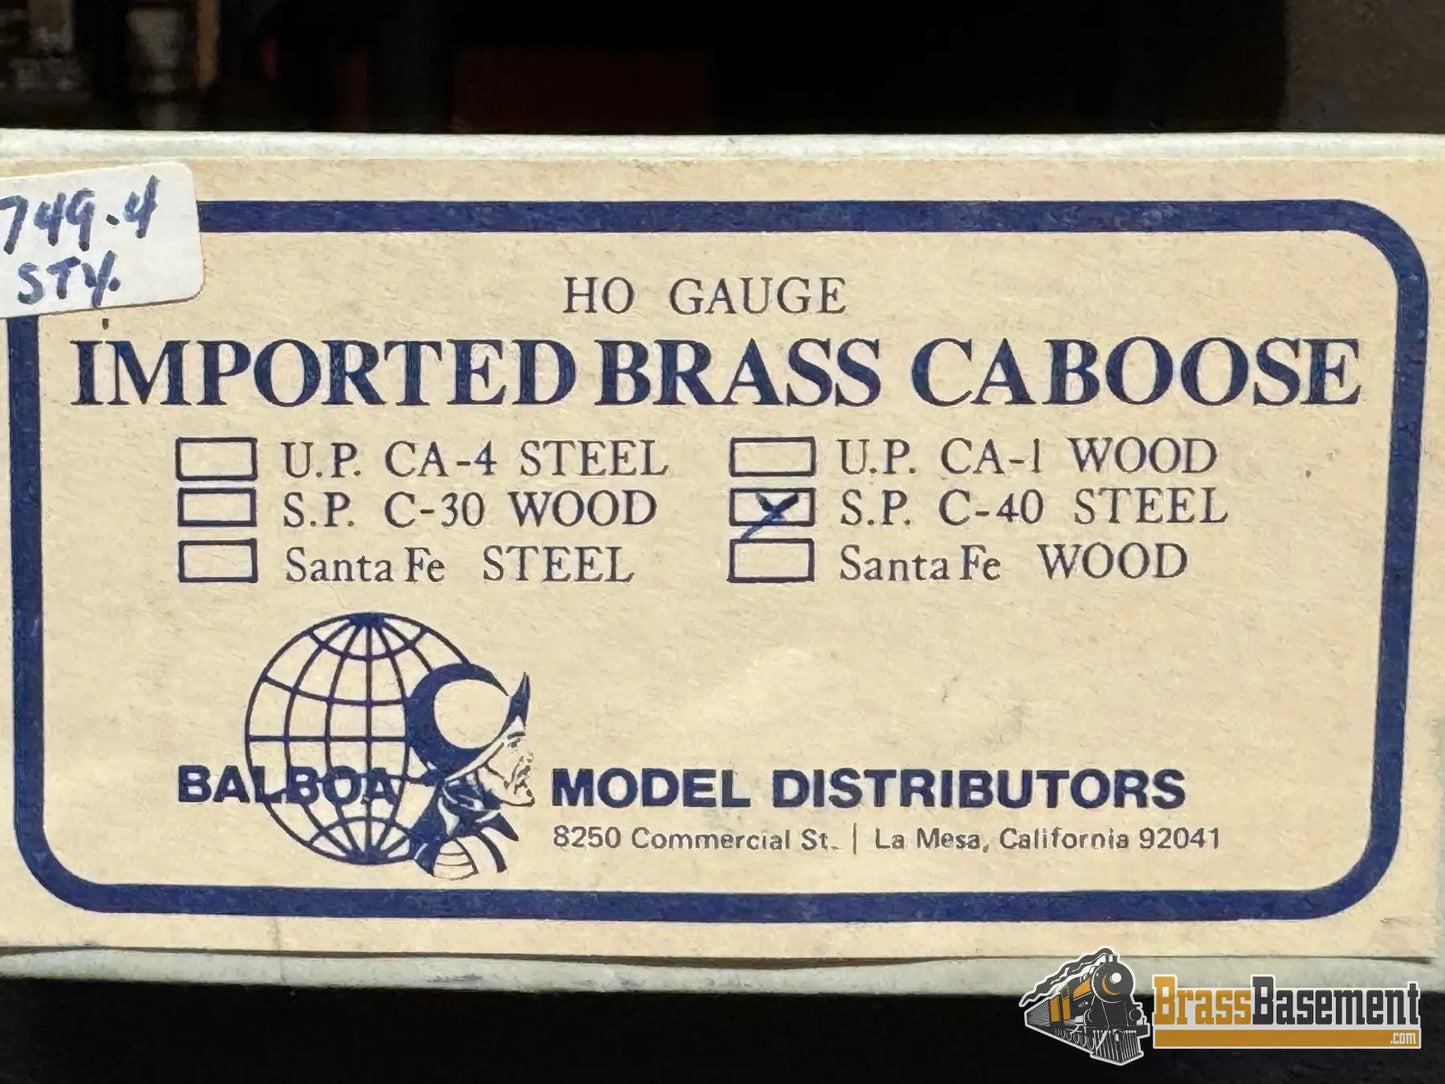 749.4
STY.
HO GAUGE
IMPORTED BRASS CABOOSE
U.P. CA-4 STEEL
U.P. CA-1 WOOD
S.P. C-30 WOOD
X S.P. C-40 STEEL
Santa Fe STEEL
Santa Fe WOOD
BALBOA MODEL DISTRIBUTORS
8250 Commercial St. | La Mesa, California 92041
BrassBasement
.com